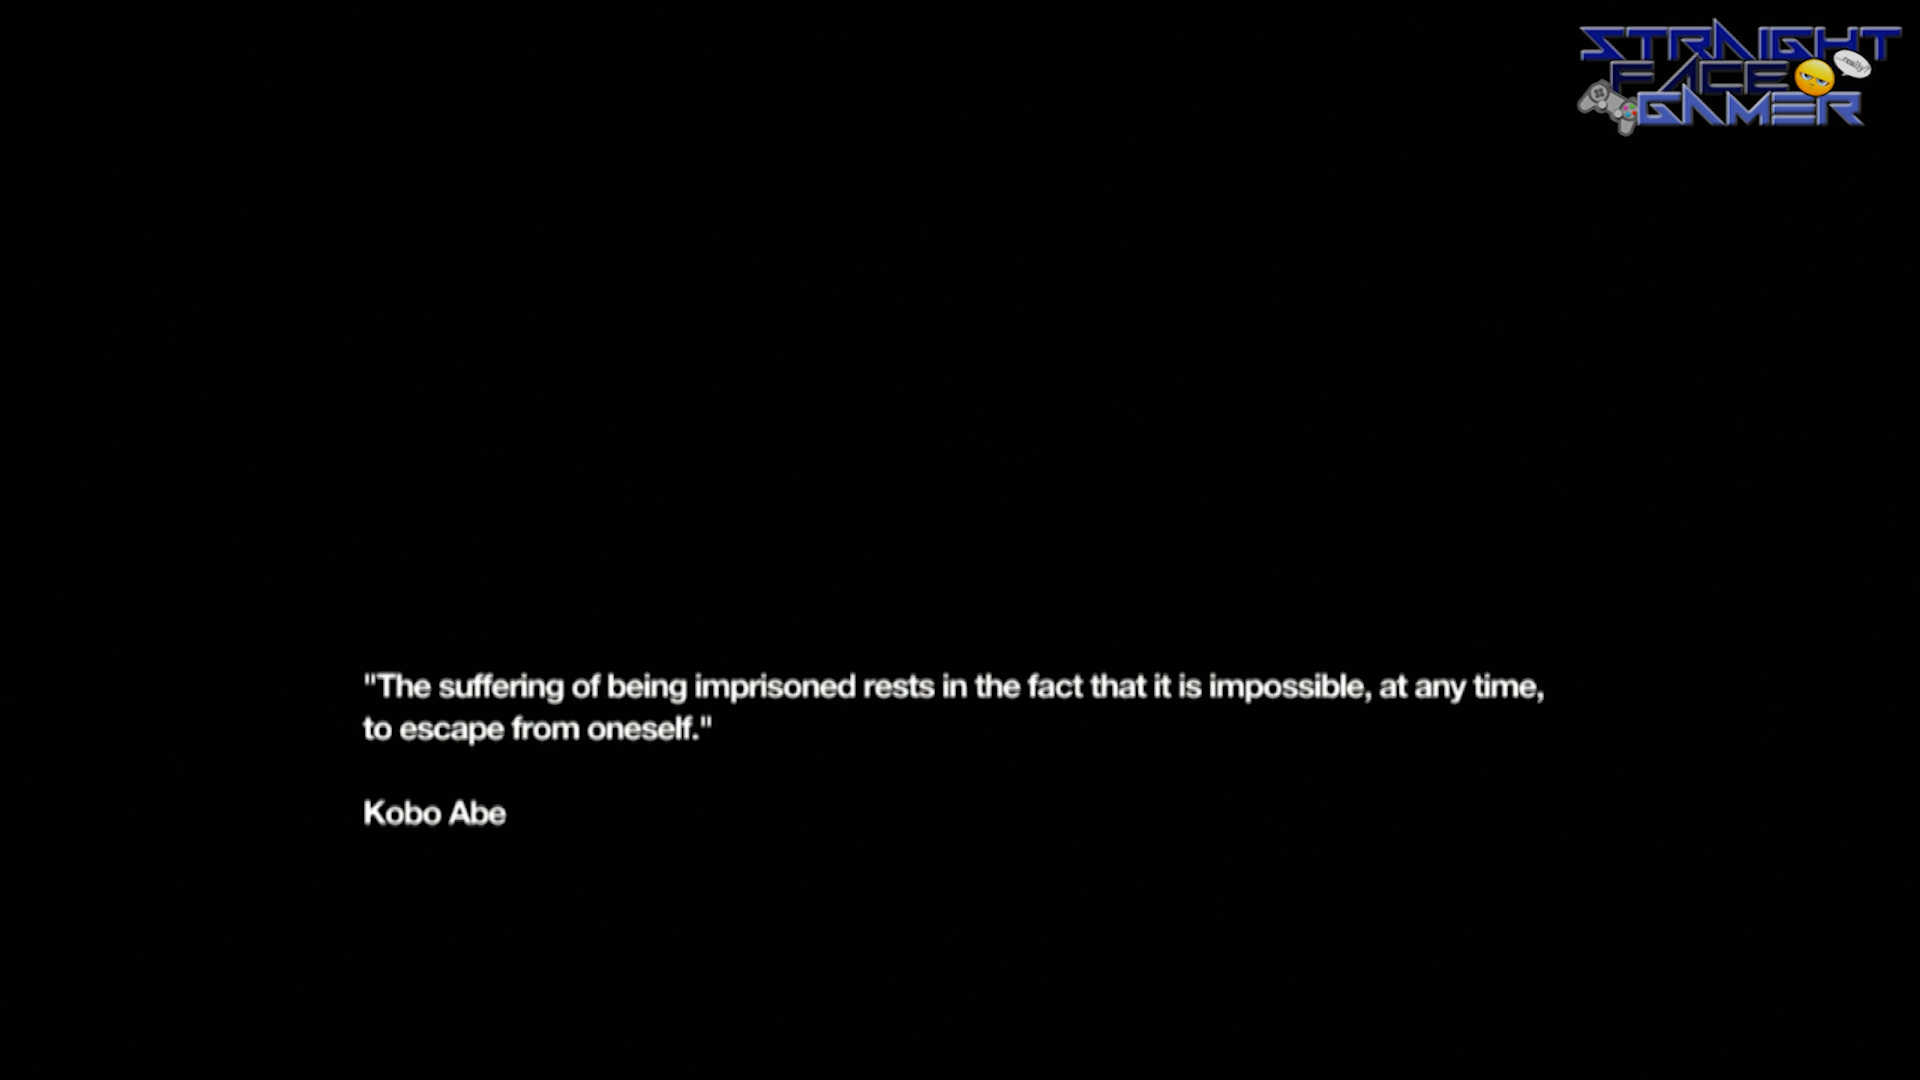 STRAIGHT
...really?
FACE
GAMER
"The suffering of being imprisoned rests in the fact that it is impossible, at any time,
to escape from oneself."
Kobo Abe